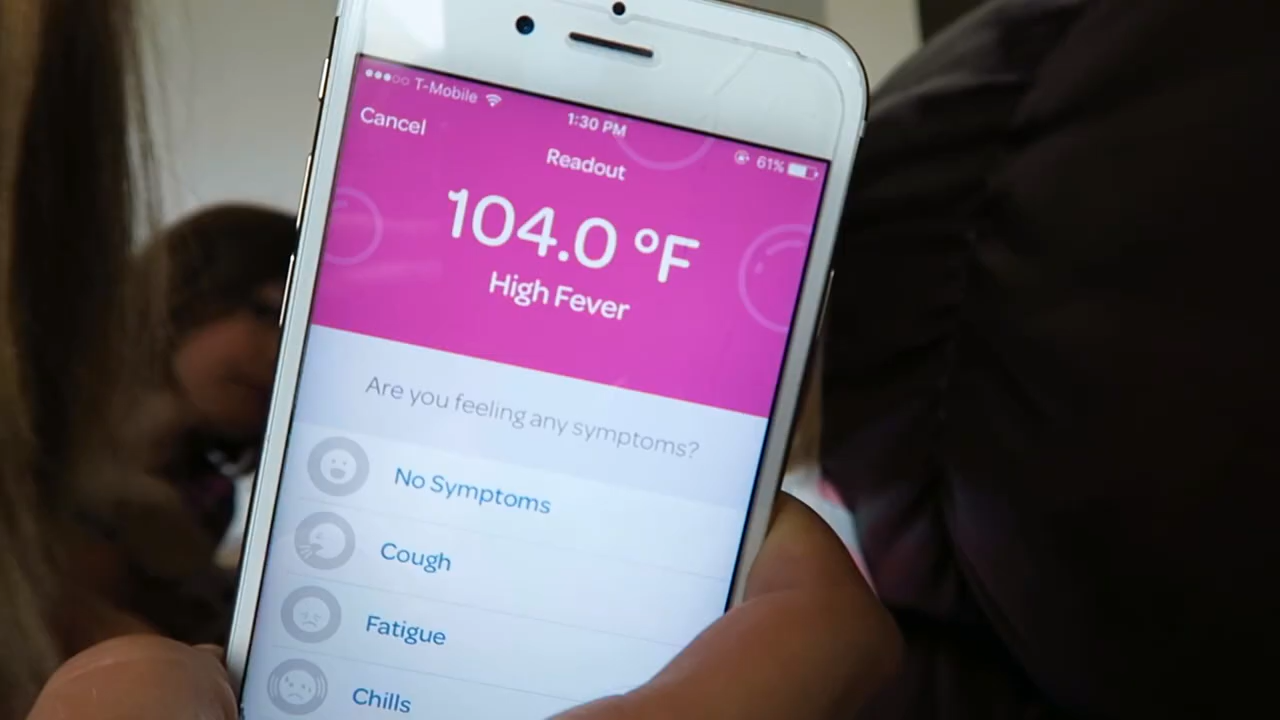 T-Mobile
1:30 PM
61%
Cancel
Readout
104.0 °F
High Fever
Are you feeling any symptoms?
No Symptoms
Cough
Fatigue
Chills